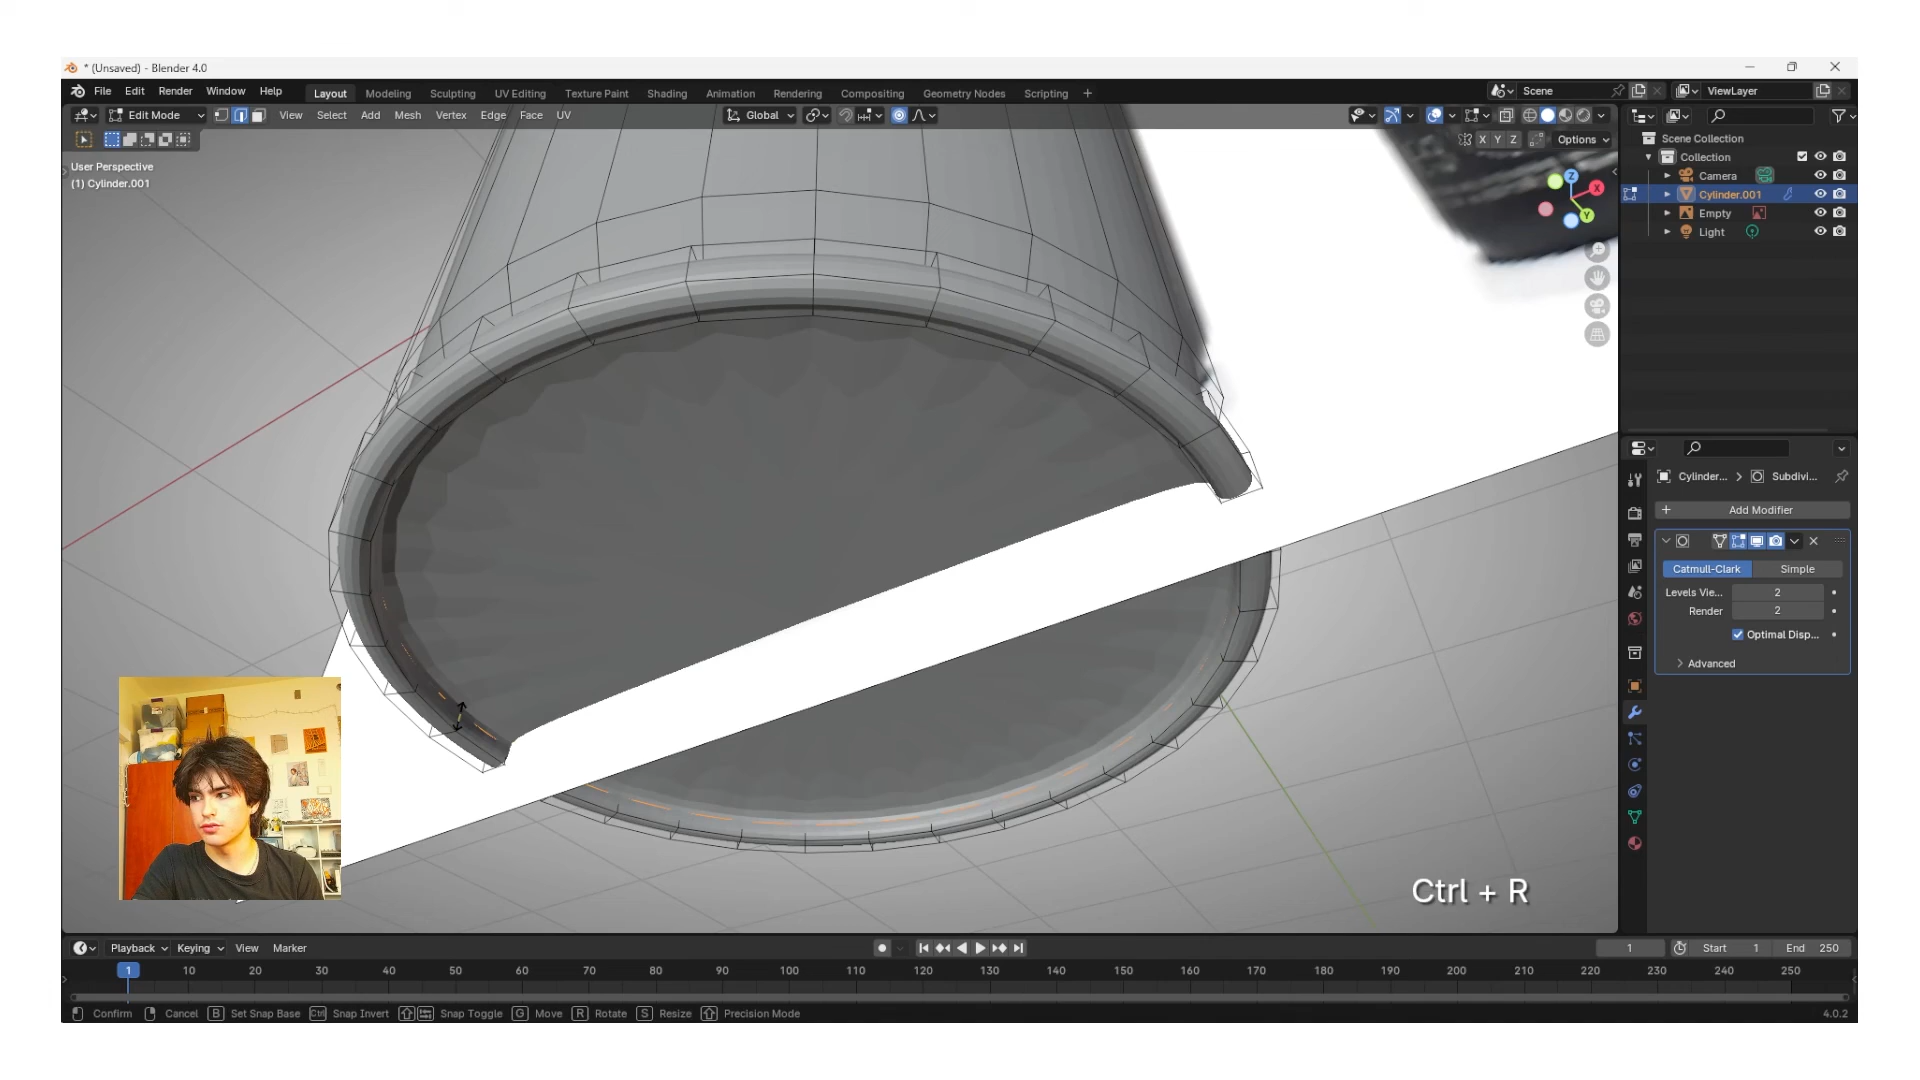 * (Unsaved) - Blender 4.0
File Edit Render Window Help Layout Modeling Sculpting UV Editing Texture Paint Shading Animation Rendering Compositing Geometry Nodes Scripting + Scene ViewLayer
Edit Mode View Select Add Mesh Vertex Edge Face UV Global
X Y Z Options
User Perspective
(1) Cylinder.001
Z
X
Y
Scene Collection
Collection
Camera
Cylinder.001
Empty
Light
Cylinder... > Subdivi...
+ Add Modifier
Catmull-Clark Simple
Levels Vie... 2
Render 2
Optimal Disp...
Advanced
Ctrl + R
Playback Keying View Marker 1 Start 1 End 250
1 10 20 30 40 50 60 70 80 90 100 110 120 130 140 150 160 170 180 190 200 210 220 230 240 250
Confirm Cancel B Set Snap Base Ctrl Snap Invert Snap Toggle G Move R Rotate S Resize Precision Mode 4.0.2